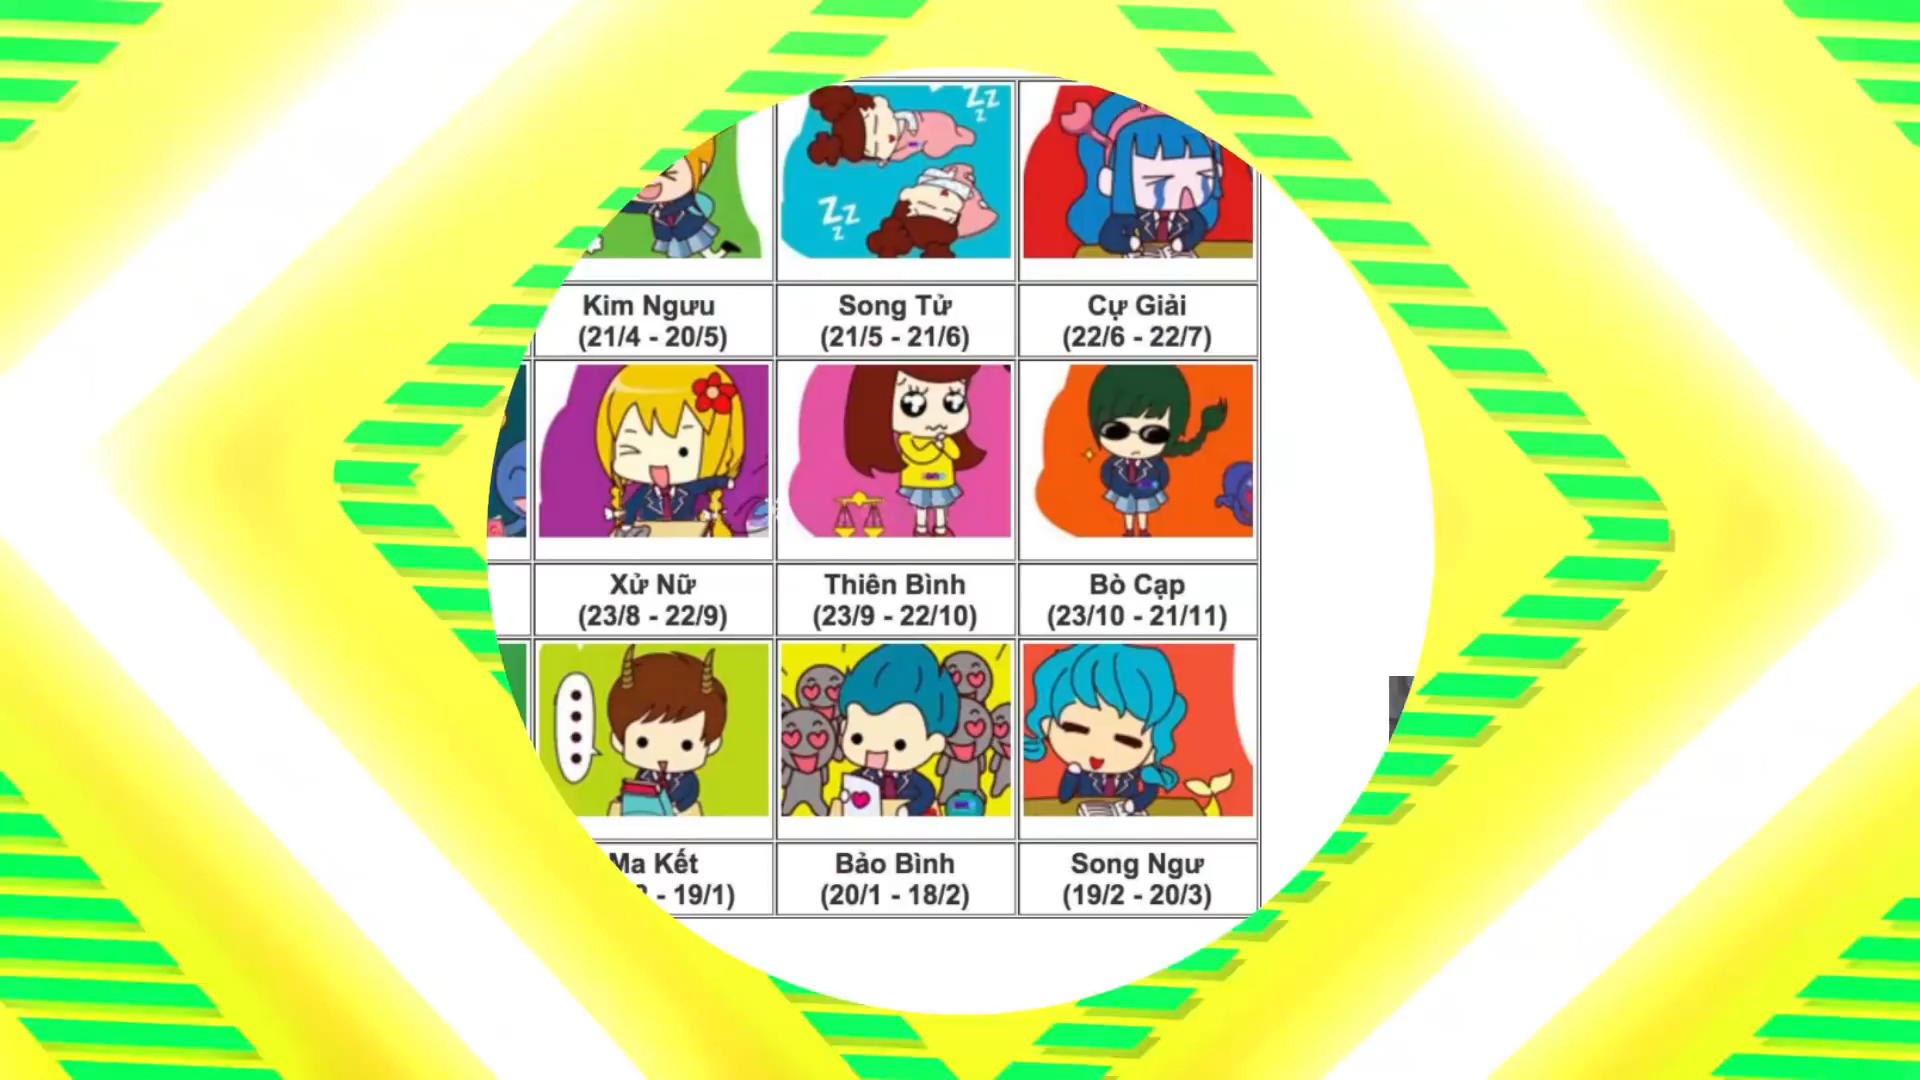 Zz
z
Zz
z
Kim Ngưu
Song Tử
Cự Giải
(21/4 - 20/5)
(21/5 - 21/6)
(22/6 - 22/7)
Xử Nữ
Thiên Bình
Bò Cạp
(23/8 - 22/9)
(23/9 - 22/10)
(23/10 - 21/11)
Ma Kết
Bảo Bình
Song Ngư
- 19/1)
(20/1 - 18/2)
(19/2 - 20/3)